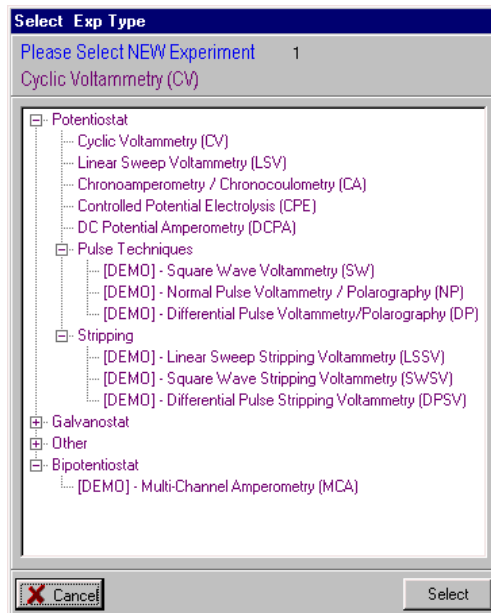 Select Exp Type
Please Select NEW Experiment 1
Cyclic Voltammetry (CV)
Potentiostat
Cyclic Voltammetry (CV)
Linear Sweep Voltammetry (LSV)
Chronoamperometry / Chronocoulometry (CA)
Controlled Potential Electrolysis (CPE)
DC Potential Amperometry (DCPA)
Pulse Techniques
[DEMO] - Square Wave Voltammetry (SW)
[DEMO] - Normal Pulse Voltammetry / Polarography (NP)
[DEMO] - Differential Pulse Voltammetry/Polarography (DP)
Stripping
[DEMO] - Linear Sweep Stripping Voltammetry (LSSV)
[DEMO] - Square Wave Stripping Voltammetry (SWSV)
[DEMO] - Differential Pulse Stripping Voltammetry (DPSV)
Galvanostat
Other
Bipotentiostat
[DEMO] - Multi-Channel Amperometry (MCA)
Cancel Select